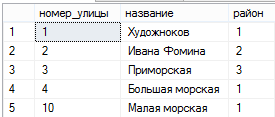 номер_улицы название район
1 1 Художноков 1
2 2 Ивана Фомина 2
3 3 Приморская 3
4 4 Большая морская 1
5 10 Малая морская 1